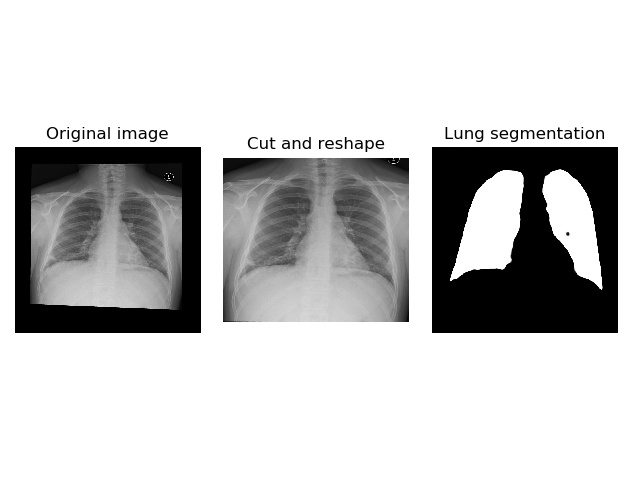 Original image
Cut and reshape
Lung segmentation